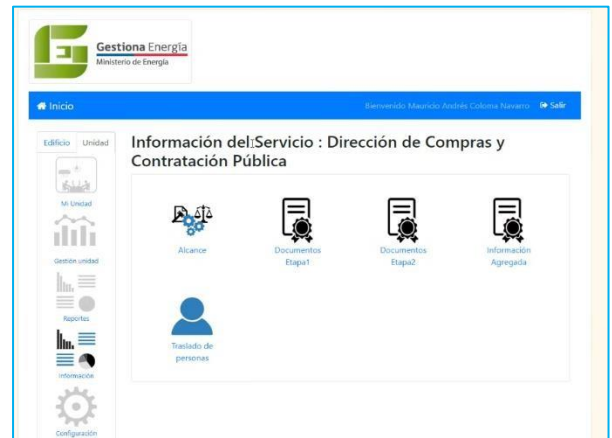 Gestiona Energía
Ministerio de Energía
Inicio
Bienvenido Mauricio Andrés Coloma Navarro
Salir
Edificio
Unidad
Información del Servicio : Dirección de Compras y
Contratación Pública
Mi Unidad
Gestión unidad
Reportes
Información
Configuración
Alcance
Documentos
Etapa1
Documentos
Etapa2
Información
Agregada
Traslado de
personas